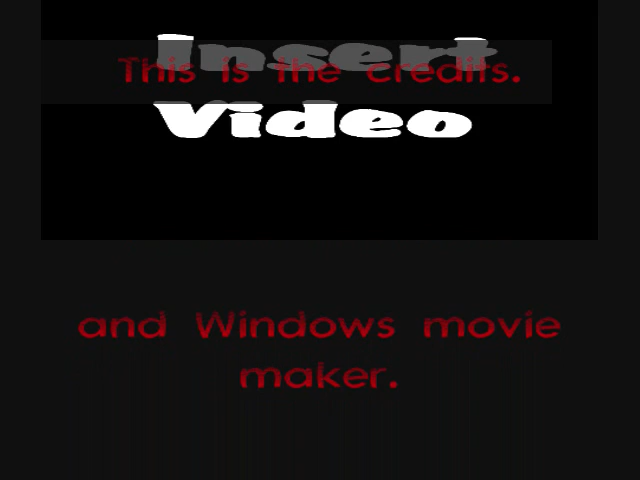 Insert
This is the credits.
Video
and Windows movie
maker.